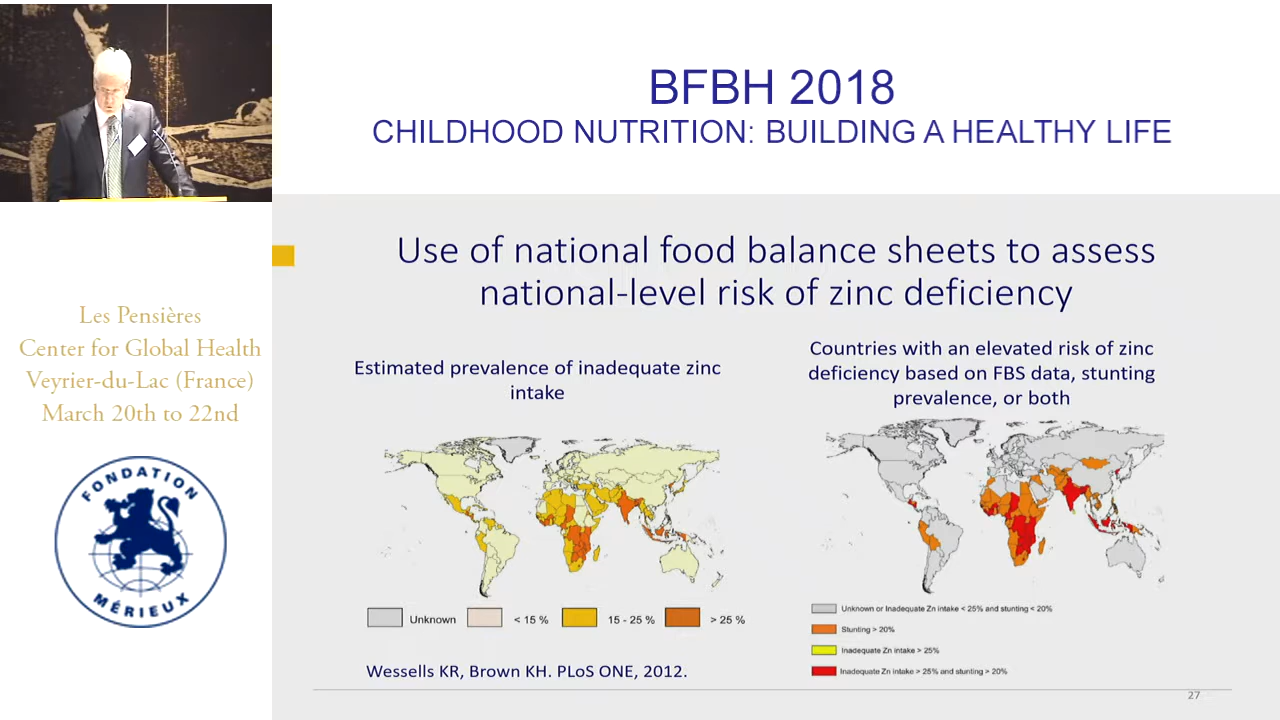 BFBH 2018
CHILDHOOD NUTRITION: BUILDING A HEALTHY LIFE
Les Pensières
Center for Global Health
Veyrier-du-Lac (France)
March 20th to 22nd
FONDATION
MÉRIEUX
Use of national food balance sheets to assess
national-level risk of zinc deficiency
Estimated prevalence of inadequate zinc
intake
Unknown
< 15 %
15 - 25 %
> 25 %
Wessells KR, Brown KH. PLoS ONE, 2012.
Countries with an elevated risk of zinc
deficiency based on FBS data, stunting
prevalence, or both
Unknown or Inadequate Zn intake < 25% and stunting < 20%
Stunting > 20%
Inadequate Zn intake > 25%
Inadequate Zn intake > 25% and stunting > 20%
27